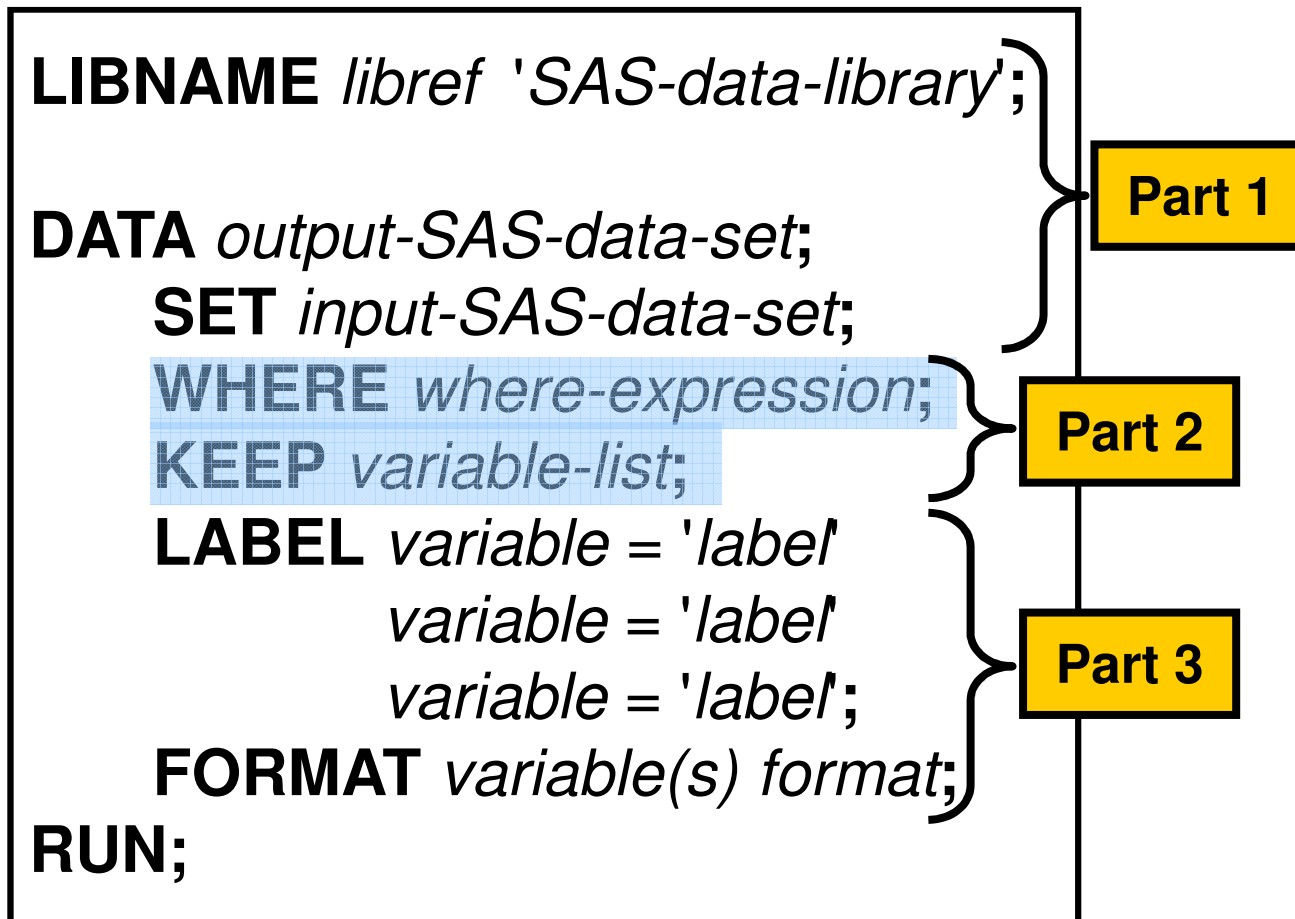 LIBNAME libref 'SAS-data-library';
Part 1
DATA output-SAS-data-set;
SET input-SAS-data-set;
WHERE where-expression;
Part 2
KEEP variable-list;
LABEL variable = 'label'
variable = 'label'
variable = 'label';
Part 3
FORMAT variable(s) format;
RUN;